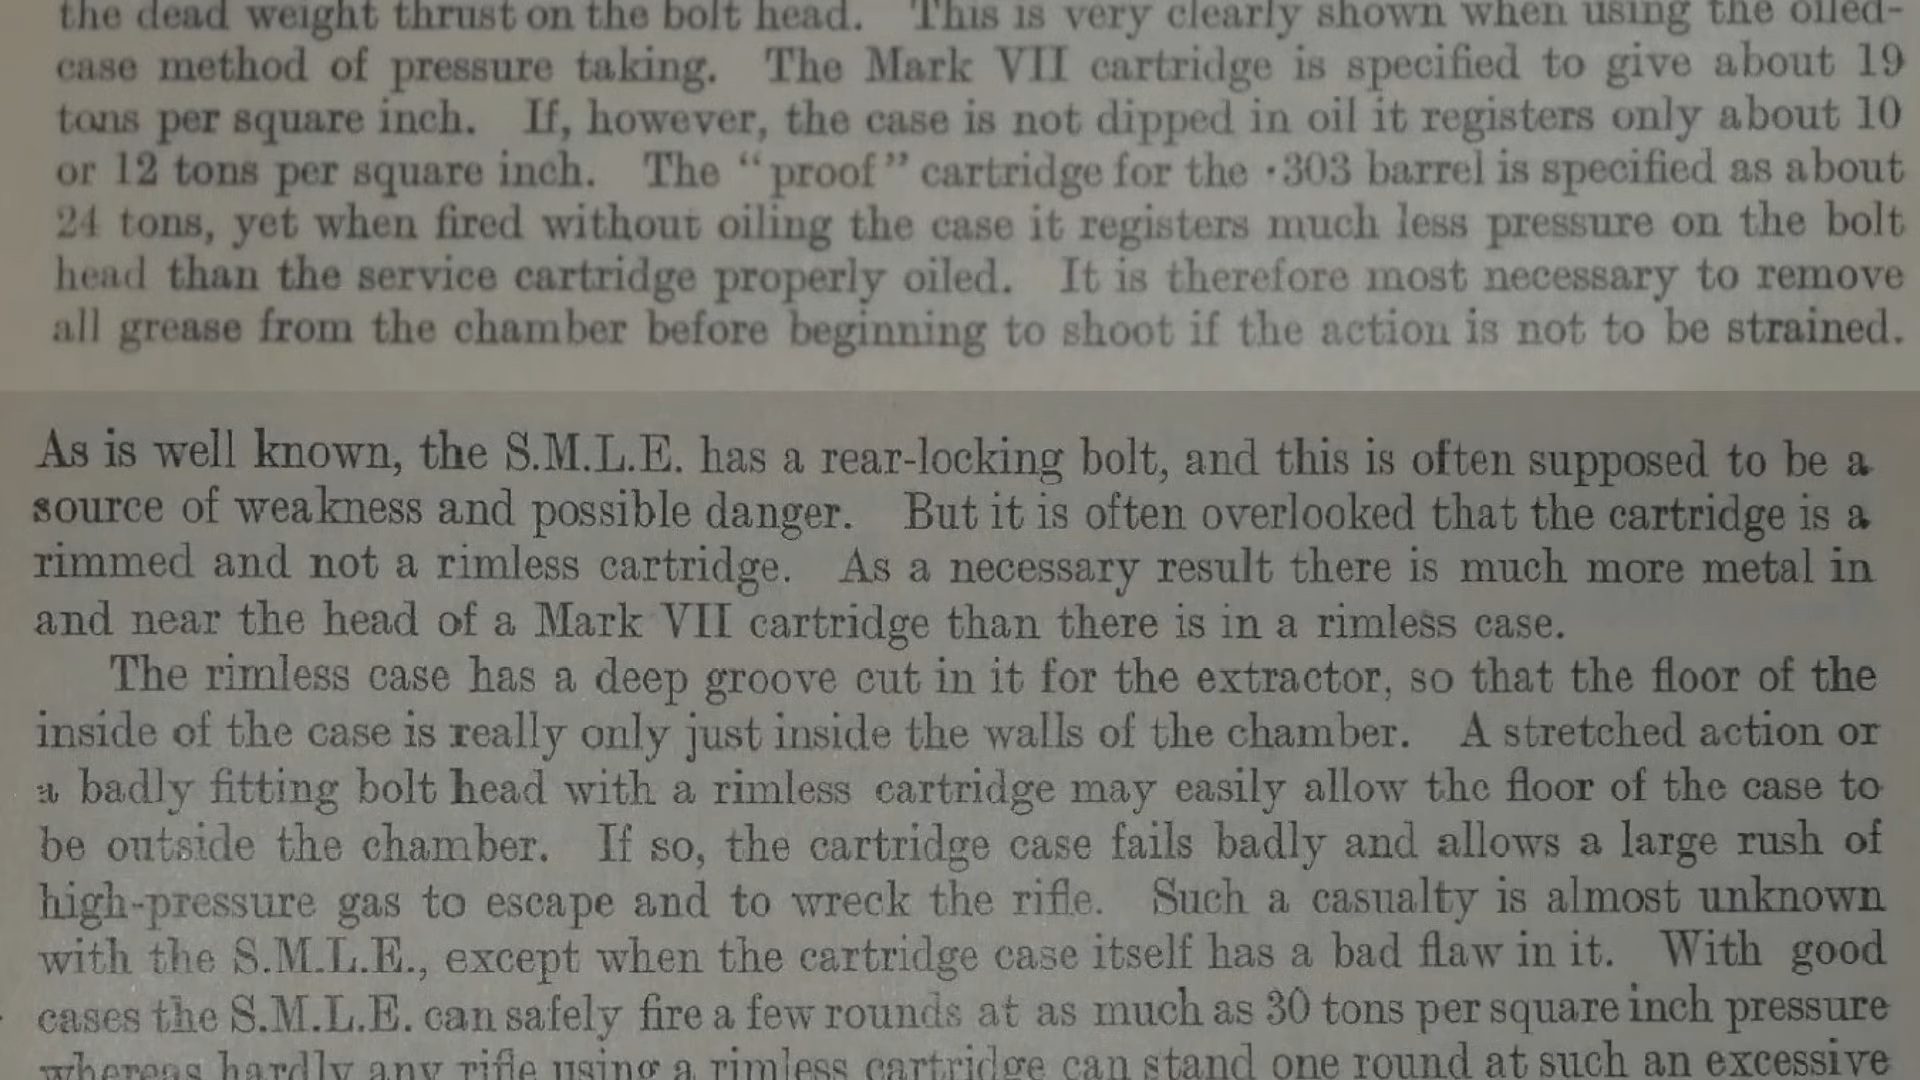 the dead weight thrust on the bolt head. This is very clearly shown when using the oiled-
case method of pressure taking. The Mark VII cartridge is specified to give about 19
tons per square inch. If, however, the case is not dipped in oil it registers only about 10
or 12 tons per square inch. The “proof” cartridge for the ·303 barrel is specified as about
24 tons, yet when fired without oiling the case it registers much less pressure on the bolt
head than the service cartridge properly oiled. It is therefore most necessary to remove
all grease from the chamber before beginning to shoot if the action is not to be strained.
As is well known, the S.M.L.E. has a rear-locking bolt, and this is often supposed to be a
source of weakness and possible danger. But it is often overlooked that the cartridge is a
rimmed and not a rimless cartridge. As a necessary result there is much more metal in
and near the head of a Mark VII cartridge than there is in a rimless case.
The rimless case has a deep groove cut in it for the extractor, so that the floor of the
inside of the case is really only just inside the walls of the chamber. A stretched action or
a badly fitting bolt head with a rimless cartridge may easily allow the floor of the case to
be outside the chamber. If so, the cartridge case fails badly and allows a large rush of
high-pressure gas to escape and to wreck the rifle. Such a casualty is almost unknown
with the S.M.L.E., except when the cartridge case itself has a bad flaw in it. With good
cases the S.M.L.E. can safely fire a few rounds at as much as 30 tons per square inch pressure
whereas hardly any rifle using a rimless cartridge can stand one round at such an excessive